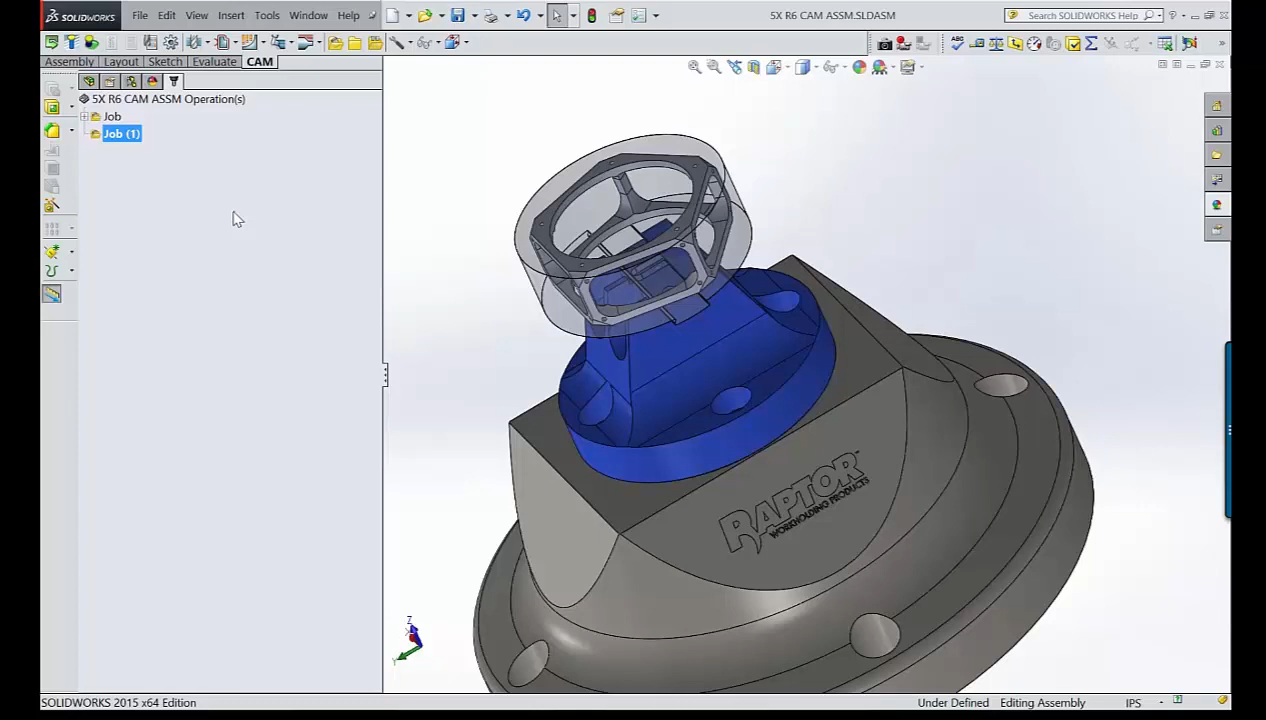 SOLIDWORKS File Edit View Insert Tools Window Help
5X R6 CAM ASSM.SLDASM
Search SOLIDWORKS Help
Assembly Layout Sketch Evaluate CAM
5X R6 CAM ASSM Operation(s)
Job
Job (1)
RAPTOR
WORKHOLDING PRODUCTS
Z
Y
SOLIDWORKS 2015 x64 Edition
Under Defined Editing Assembly IPS